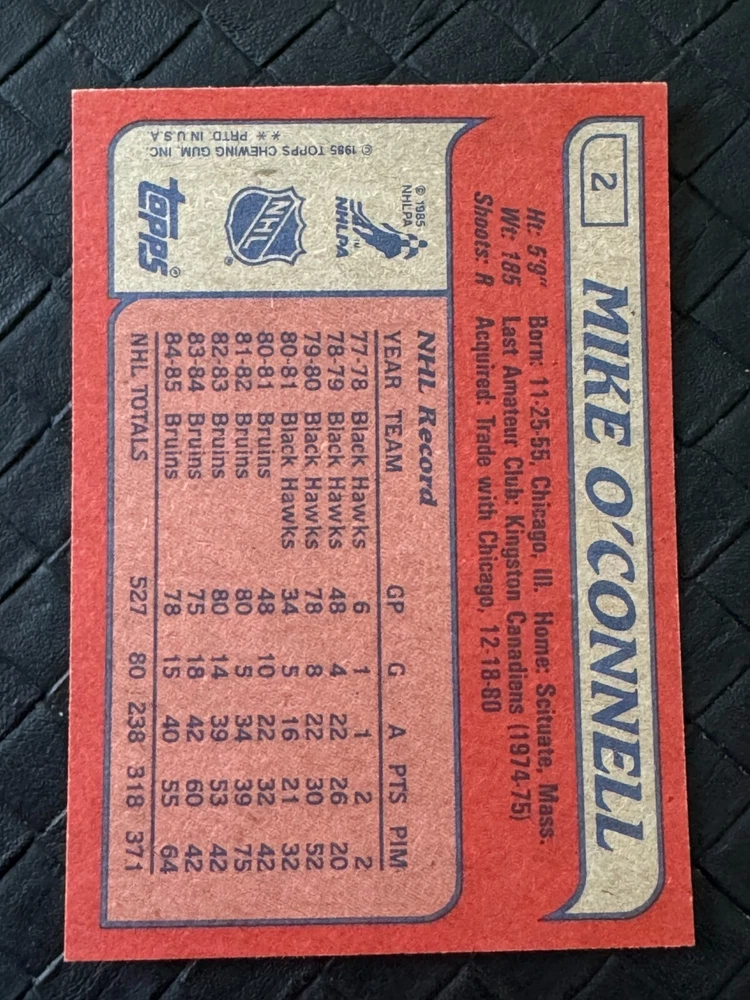 2
MIKE O'CONNELL
Ht: 5'9" Born: 11-25-55, Chicago, Ill. Home: Scituate, Mass.
Wt: 185 Last Amateur Club: Kingston Canadians (1974-75)
Shoots: R Acquired: Trade with Chicago, 12-18-80
© 1985
NHLPA
NHLPA
TM
NHL
®
TOPPS®
© 1985 TOPPS CHEWING GUM, INC.
** PRTD. IN U.S.A.
NHL Record
YEAR TEAM GP G A PTS PIM
77-78 Black Hawks 6 1 1 2 2
78-79 Black Hawks 48 4 22 26 20
79-80 Black Hawks 78 8 22 30 52
80-81 Black Hawks 34 5 16 21 32
80-81 Bruins 48 10 22 32 42
81-82 Bruins 80 5 34 39 75
82-83 Bruins 80 14 39 53 42
83-84 Bruins 75 18 42 60 42
84-85 Bruins 78 15 40 55 64
NHL TOTALS 527 80 238 318 371